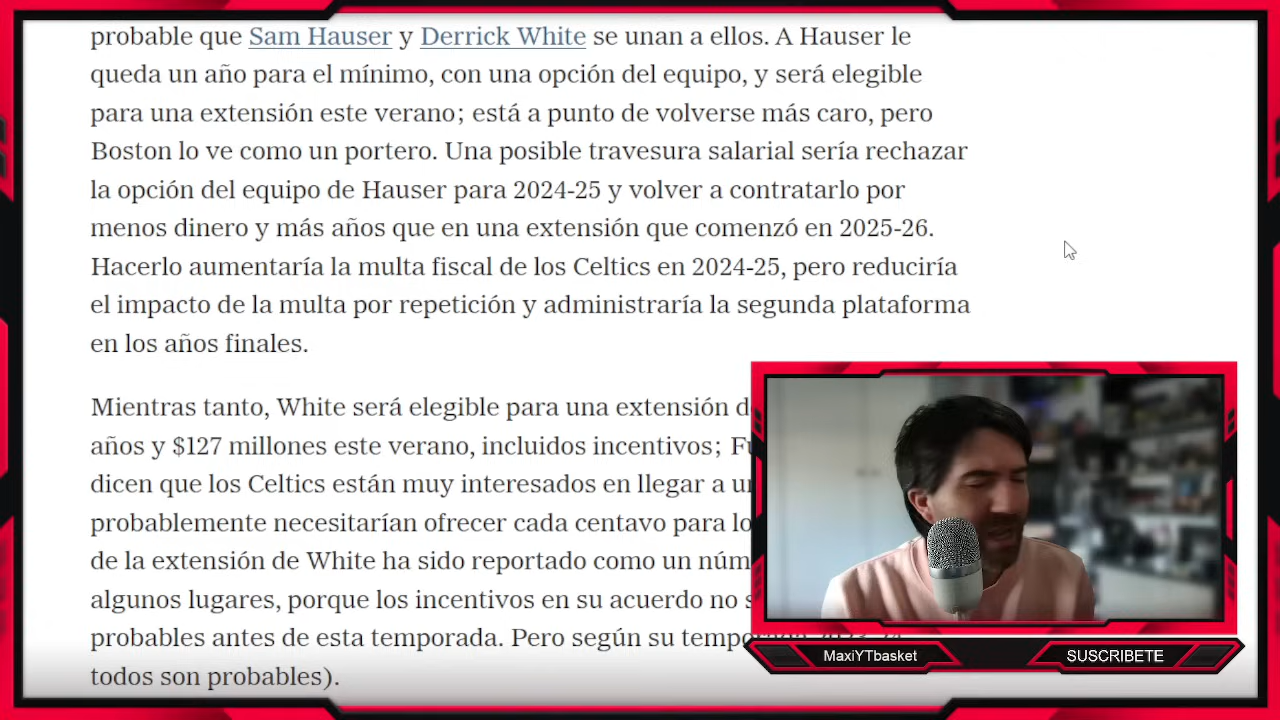 probable que Sam Hauser y Derrick White se unan a ellos. A Hauser le
queda un año para el mínimo, con una opción del equipo, y será elegible
para una extensión este verano; está a punto de volverse más caro, pero
Boston lo ve como un portero. Una posible travesura salarial sería rechazar
la opción del equipo de Hauser para 2024-25 y volver a contratarlo por
menos dinero y más años que en una extensión que comenzó en 2025-26.
Hacerlo aumentaría la multa fiscal de los Celtics en 2024-25, pero reduciría
el impacto de la multa por repetición y administraría la segunda plataforma
en los años finales.
Mientras tanto, White será elegible para una extensión
años y $127 millones este verano, incluidos incentivos;
dicen que los Celtics están muy interesados en llegar a
probablemente necesitarían ofrecer cada centavo para
de la extensión de White ha sido reportado como un
algunos lugares, porque los incentivos en su acuerdo no
probables antes de esta temporada. Pero según su temporada 2023-24
todos son probables).
MaxiYTbasket
SUSCRIBETE